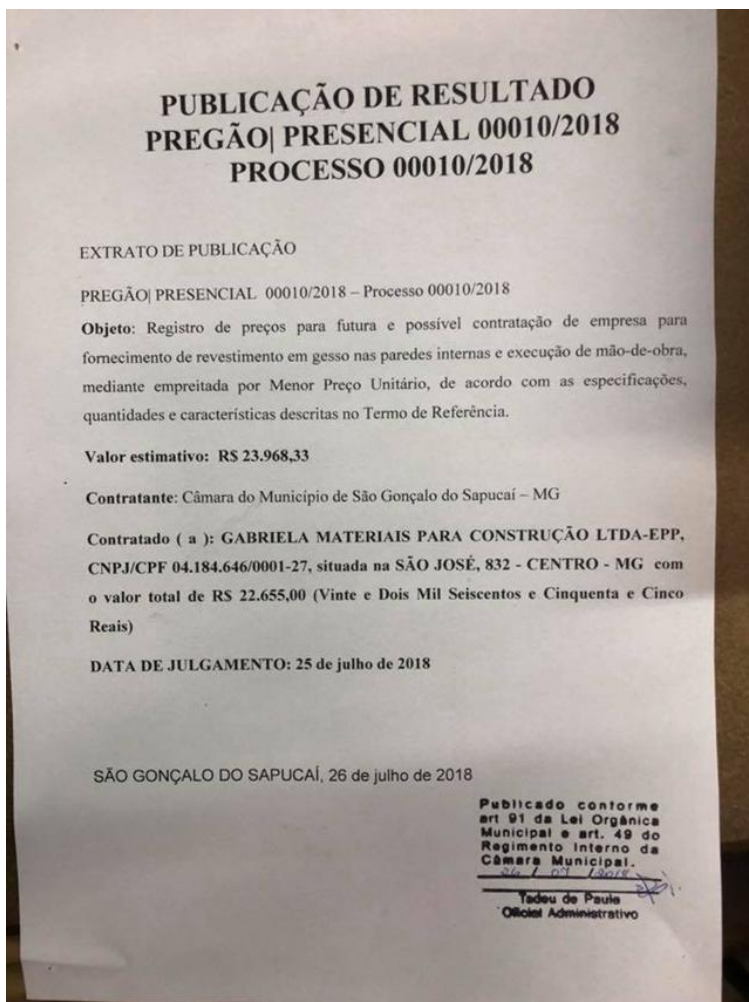 PUBLICAÇÃO DE RESULTADO
PREGÃO| PRESENCIAL 00010/2018
PROCESSO 00010/2018
EXTRATO DE PUBLICAÇÃO
PREGÃO| PRESENCIAL 00010/2018 – Processo 00010/2018
Objeto: Registro de preços para futura e possível contratação de empresa para
fornecimento de revestimento em gesso nas paredes internas e execução de mão-de-obra,
mediante empreitada por Menor Preço Unitário, de acordo com as especificações,
quantidades e características descritas no Termo de Referência.
Valor estimativo: R$ 23.968,33
Contratante: Câmara do Município de São Gonçalo do Sapucaí – MG
Contratado ( a ): GABRIELA MATERIAIS PARA CONSTRUÇÃO LTDA-EPP,
CNPJ/CPF 04.184.646/0001-27, situada na SÃO JOSÉ, 832 - CENTRO - MG com
o valor total de R$ 22.655,00 (Vinte e Dois Mil Seiscentos e Cinquenta e Cinco
Reais)
DATA DE JULGAMENTO: 25 de julho de 2018
SÃO GONÇALO DO SAPUCAÍ, 26 de julho de 2018
Publicado conforme
art 91 da Lei Orgânica
Municipal e art. 49 do
Regimento Interno da
Câmara Municipal.
26 / 07 / 2018
Tadeu de Paula
Oficial Administrativo